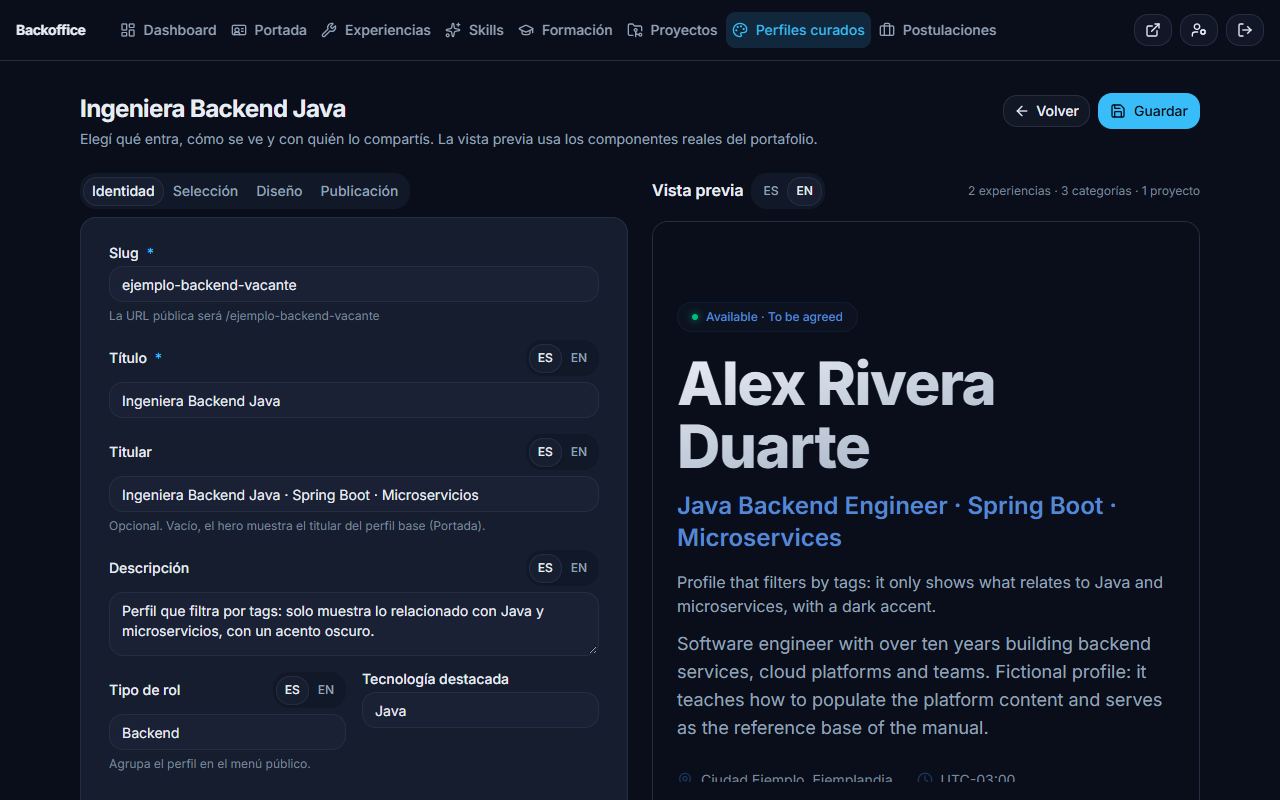 Backoffice
Dashboard
Portada
Experiencias
Skills
Formación
Proyectos
Perfiles curados
Postulaciones
Ingeniera Backend Java
Elegí qué entra, cómo se ve y con quién lo compartís. La vista previa usa los componentes reales del portafolio.
Volver
Guardar
Identidad
Selección
Diseño
Publicación
Slug *
ejemplo-backend-vacante
La URL pública será /ejemplo-backend-vacante
Título *
ES EN
Ingeniera Backend Java
Titular
ES EN
Ingeniera Backend Java · Spring Boot · Microservicios
Opcional. Vacío, el hero muestra el titular del perfil base (Portada).
Descripción
ES EN
Perfil que filtra por tags: solo muestra lo relacionado con Java y
microservicios, con un acento oscuro.
Tipo de rol
ES EN
Backend
Agrupa el perfil en el menú público.
Tecnología destacada
Java
Vista previa
ES EN
2 experiencias · 3 categorías · 1 proyecto
Available · To be agreed
Alex Rivera
Duarte
Java Backend Engineer · Spring Boot ·
Microservices
Profile that filters by tags: it only shows what relates to Java and
microservices, with a dark accent.
Software engineer with over ten years building backend
services, cloud platforms and teams. Fictional profile: it
teaches how to populate the platform content and serves
as the reference base of the manual.
Ciudad Ejemplo, Ejemplandia
UTC-03:00